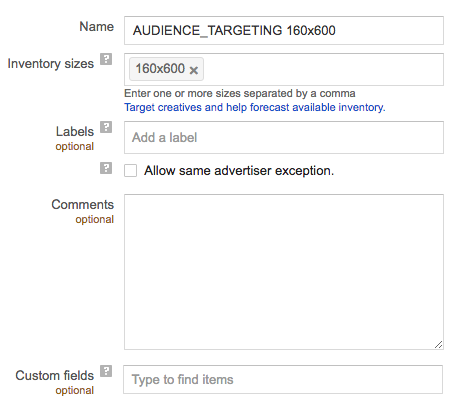 Name AUDIENCE_TARGETING 160x600
Inventory sizes ? 160x600 ×
Enter one or more sizes separated by a comma
Target creatives and help forecast available inventory.
Labels ? Add a label
optional
? Allow same advertiser exception.
Comments
optional
Custom fields ? Type to find items
optional